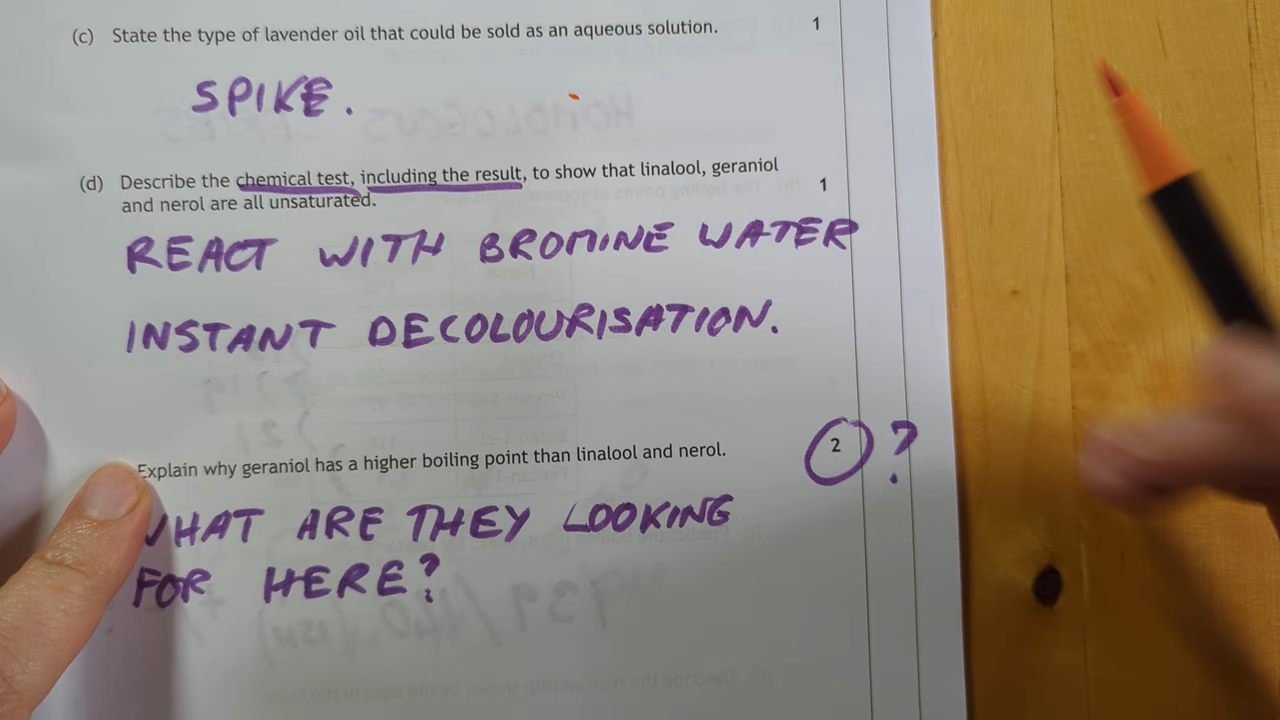 (c) State the type of lavender oil that could be sold as an aqueous solution. 1
SPIKE.
(d) Describe the chemical test, including the result, to show that linalool, geraniol 1
and nerol are all unsaturated.
REACT WITH BROMINE WATER
INSTANT DECOLOURISATION.
Explain why geraniol has a higher boiling point than linalool and nerol. 2 ?
WHAT ARE THEY LOOKING
FOR HERE?